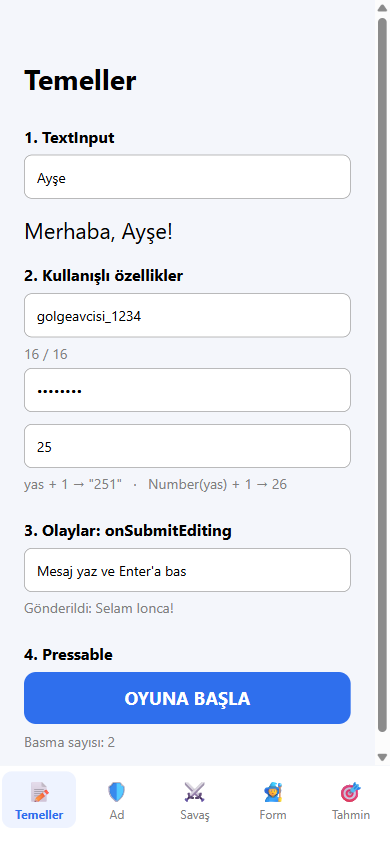 Temeller
1. TextInput
Ayşe
Merhaba, Ayşe!
2. Kullanışlı özellikler
golgeavcisi_1234
16 / 16
••••••••
25
yas + 1 → "251" · Number(yas) + 1 → 26
3. Olaylar: onSubmitEditing
Mesaj yaz ve Enter'a bas
Gönderildi: Selam lonca!
4. Pressable
OYUNA BAŞLA
Basma sayısı: 2
Temeller Ad Savaş Form Tahmin